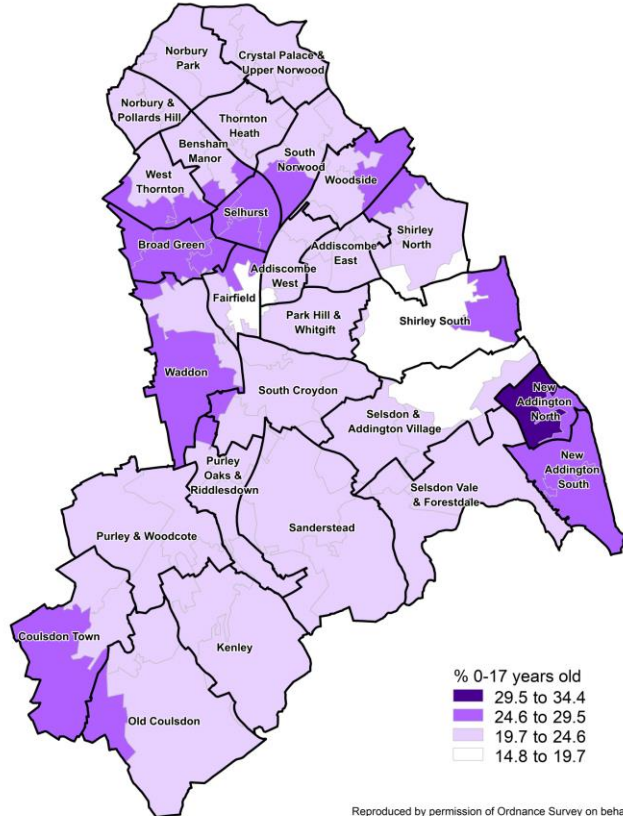 Norbury
Park
Crystal Palace &
Upper Norwood
Norbury &
Pollards Hill
Thornton
Heath
Bensham
Manor
South
Norwood
West
Thornton
Woodside
Selhurst
Shirley
North
Broad Green
Addiscombe
East
Addiscombe
West
Fairfield
Park Hill &
Whitgift
Shirley South
Waddon
South Croydon
New
Addington
North
Selsdon &
Addington Village
New
Addington
South
Purley
Oaks &
Riddlesdown
Selsdon Vale
& Forestdale
Sanderstead
Purley & Woodcote
Coulsdon Town
Kenley
Old Coulsdon
% 0-17 years old
29.5 to 34.4
24.6 to 29.5
19.7 to 24.6
14.8 to 19.7
Reproduced by permission of Ordnance Survey on beha